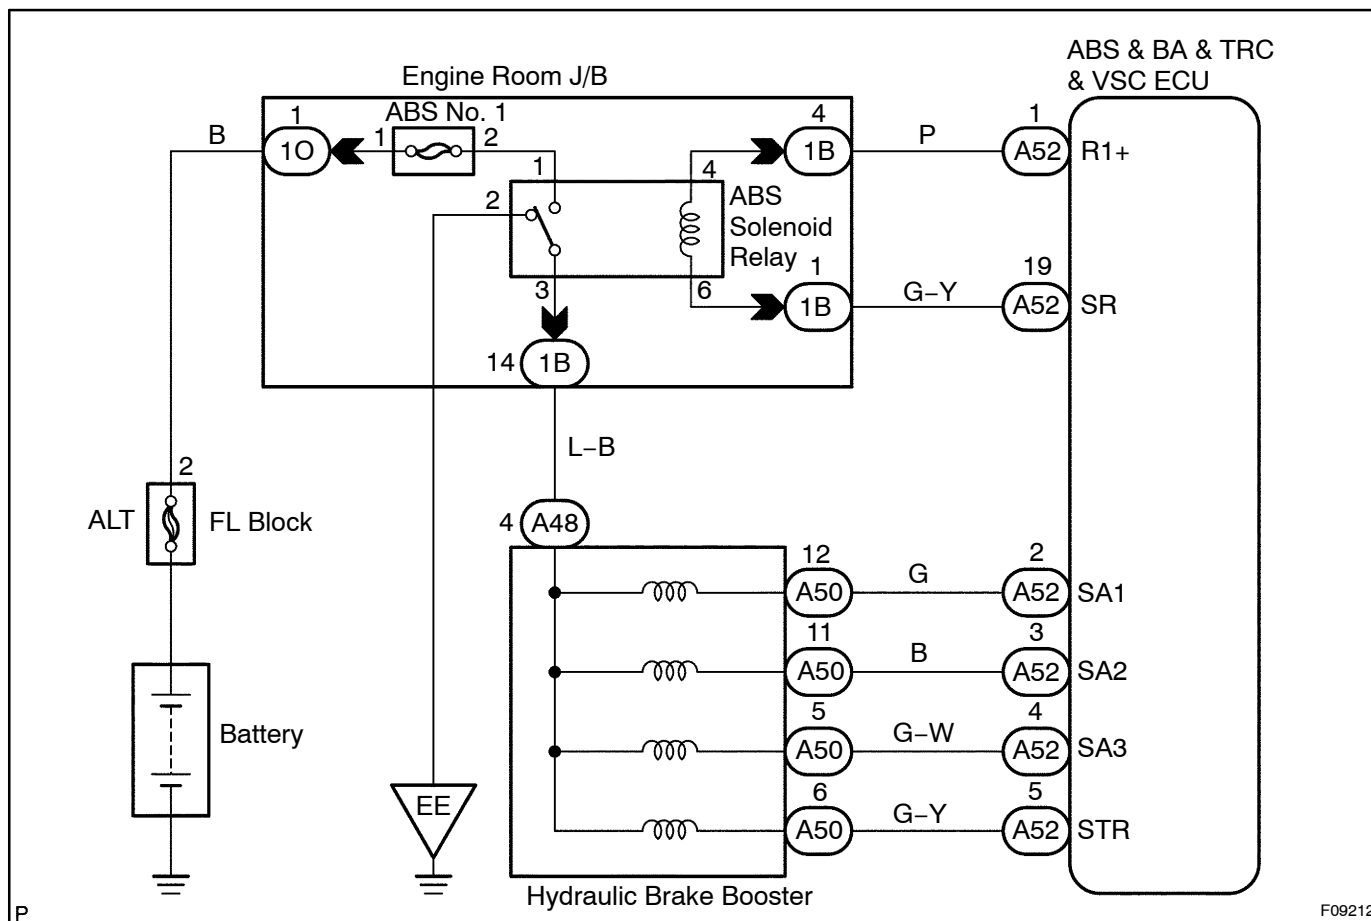 ABS & BA & TRC
& VSC ECU
Engine Room J/B
ABS No. 1
1
1
2
4
1
B
1O
1B
P
A52
R1+
1
4
2
ABS
Solenoid
Relay
3
6
1
19
1B
G-Y
A52
SR
14
1B
L-B
2
ALT
FL Block
4
A48
12
2
A50
G
A52
SA1
11
3
A50
B
A52
SA2
Battery
5
4
A50
G-W
A52
SA3
EE
6
5
A50
G-Y
A52
STR
Hydraulic Brake Booster
P
F09212